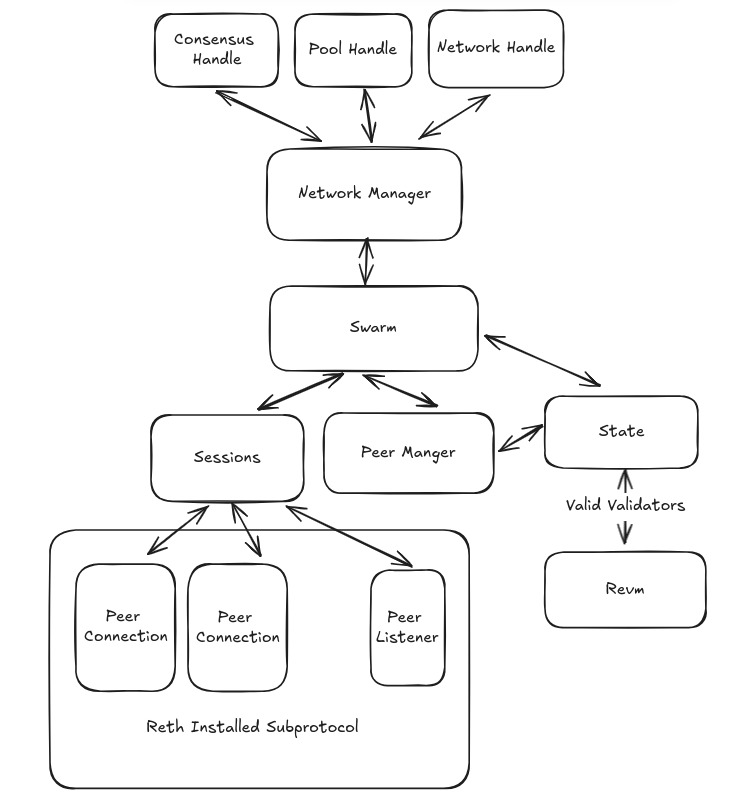 Consensus
Handle
Pool Handle
Network Handle
Network Manager
Swarm
Sessions
Peer Manger
State
Valid Validators
Revm
Peer
Connection
Peer
Connection
Peer
Listener
Reth Installed Subprotocol